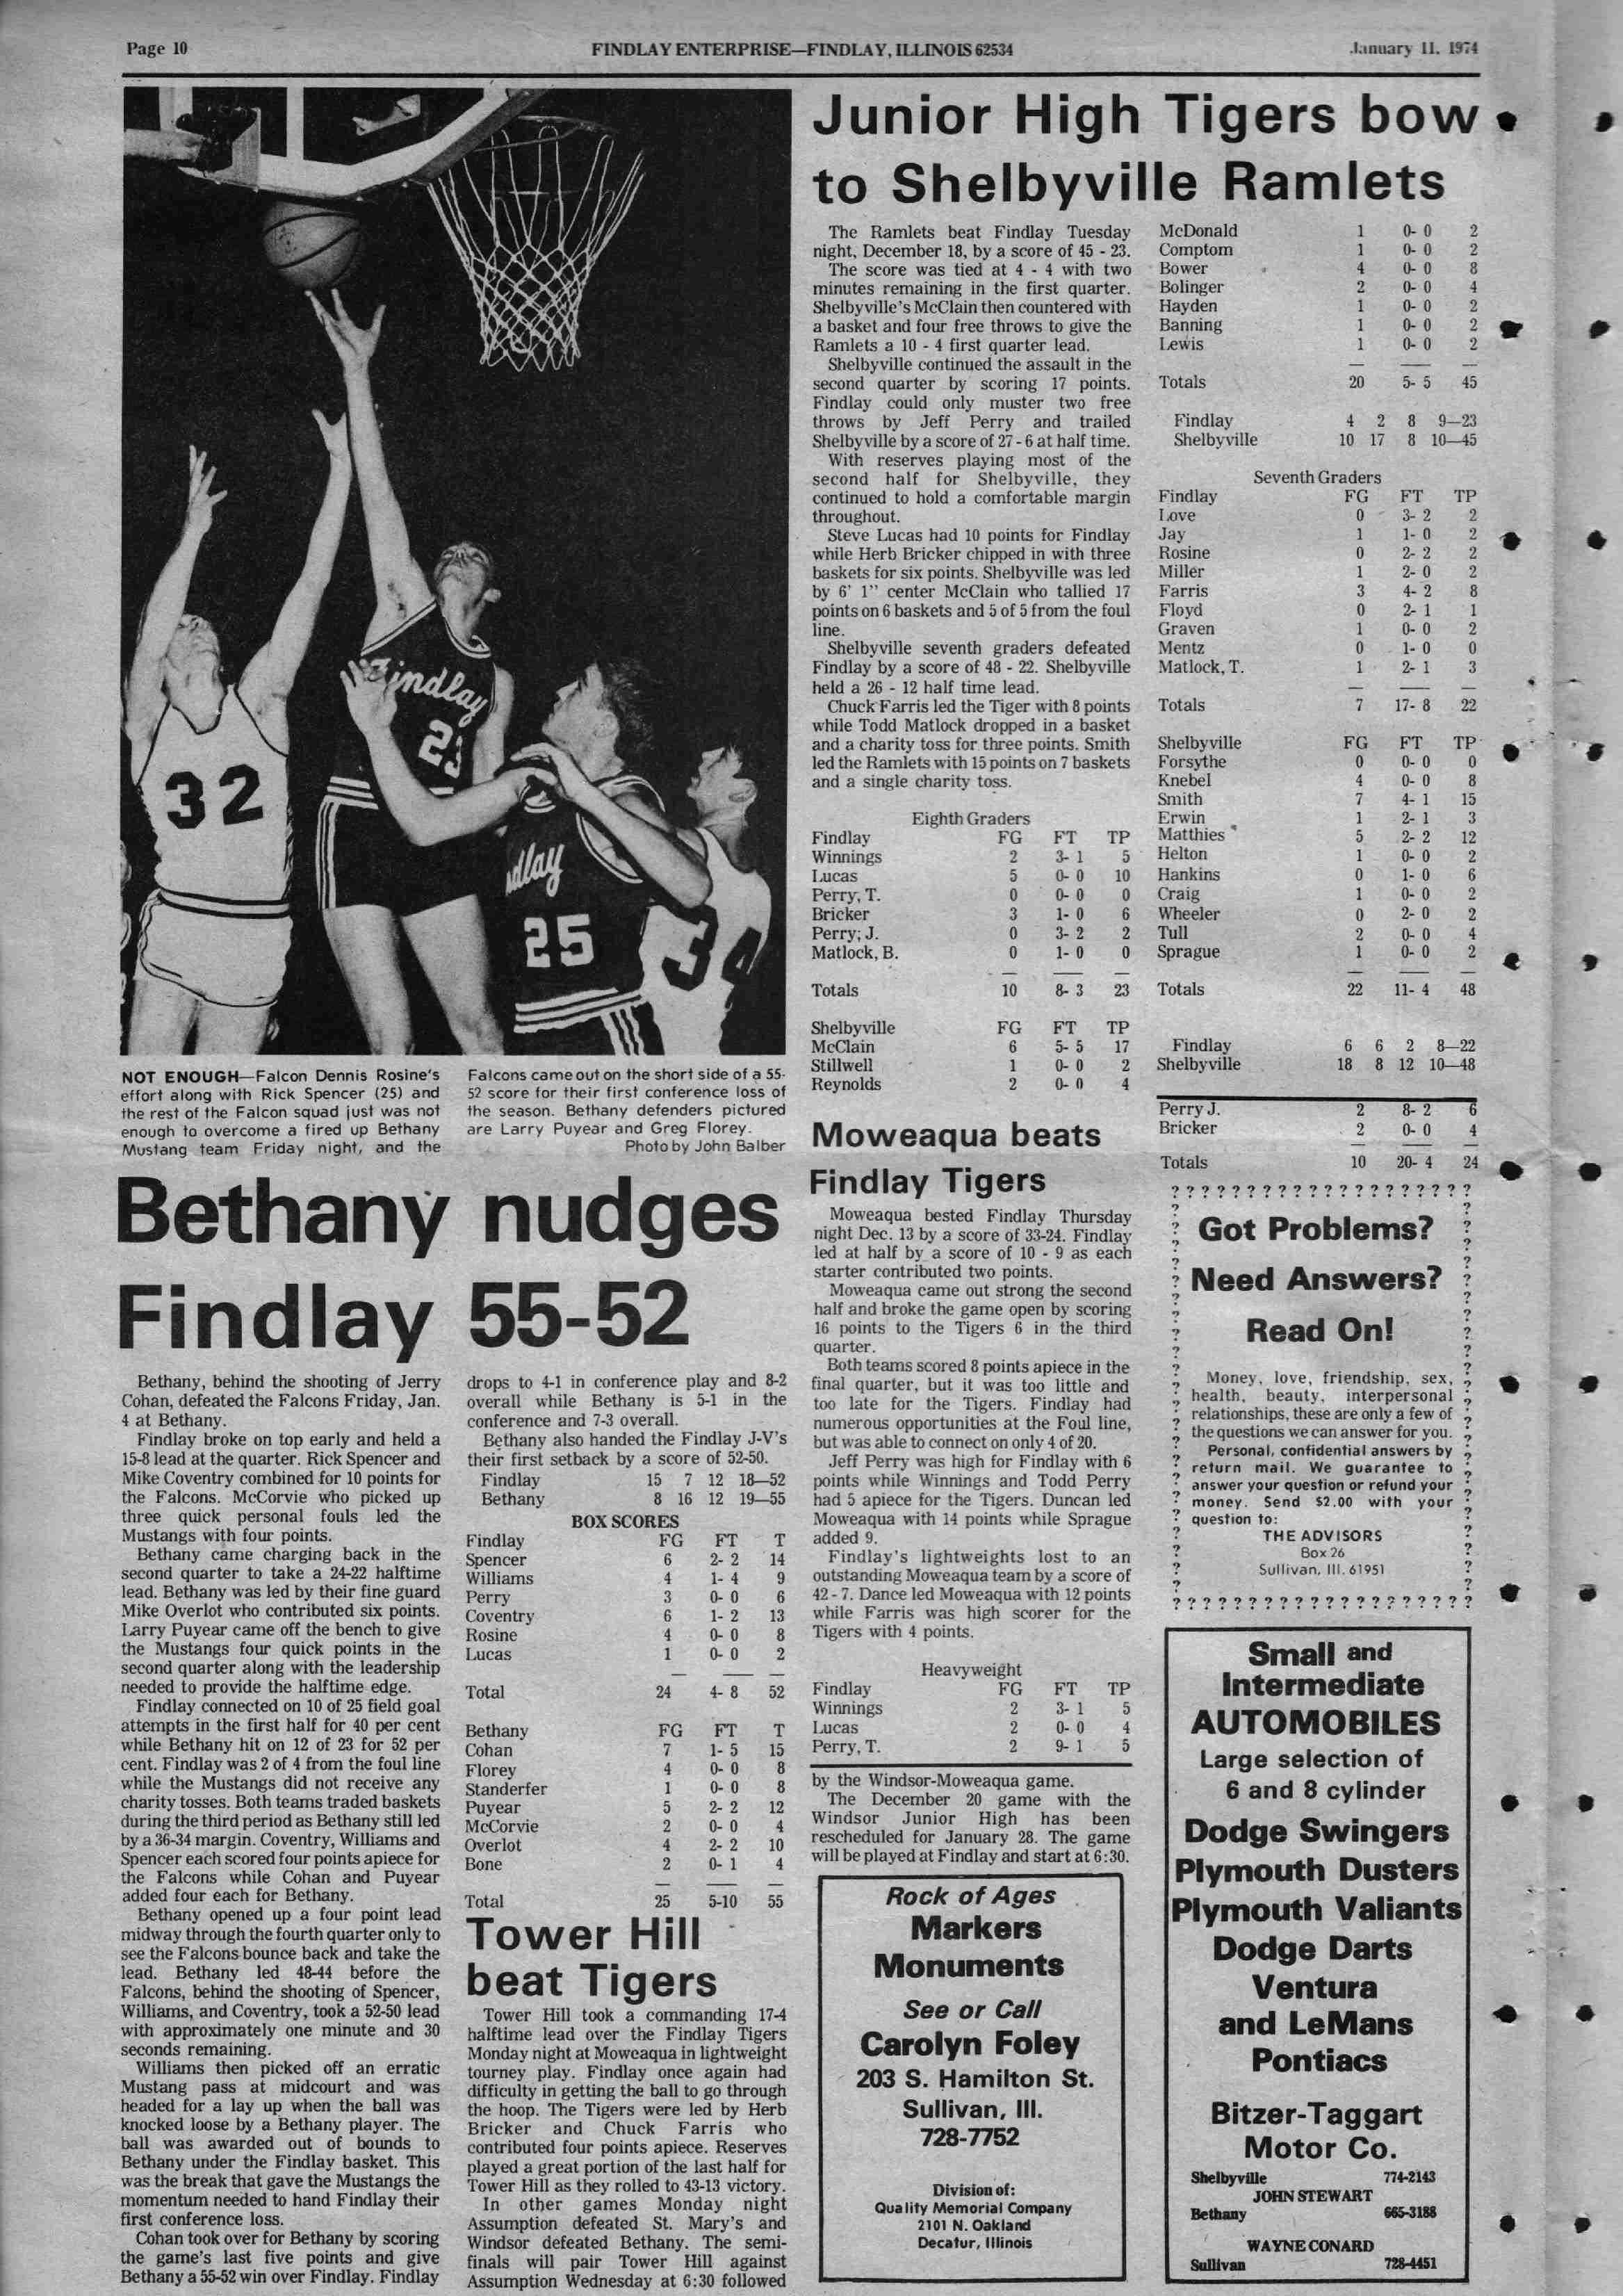 Page 10
FINDLAY ENTERPRISE—FINDLAY, ILLINOIS 62534
January 11, 1974
NOT ENOUGH—Falcon Dennis Rosine's
effort along with Rick Spencer (25) and
the rest of the Falcon squad just was not
enough to overcome a fired up Bethany
Mustang team Friday night, and the
Falcons came out on the short side of a 55-
52 score for their first conference loss of
the season. Bethany defenders pictured
are Larry Puyear and Greg Florey.
Photo by John Balber
Findlay
23
32
dlay
25
34
Bethany nudges
Findlay 55-52
Bethany, behind the shooting of Jerry
Cohan, defeated the Falcons Friday, Jan.
4 at Bethany.
Findlay broke on top early and held a
15-8 lead at the quarter. Rick Spencer and
Mike Coventry combined for 10 points for
the Falcons. McCorvie who picked up
three quick personal fouls led the
Mustangs with four points.
Bethany came charging back in the
second quarter to take a 24-22 halftime
lead. Bethany was led by their fine guard
Mike Overlot who contributed six points.
Larry Puyear came off the bench to give
the Mustangs four quick points in the
second quarter along with the leadership
needed to provide the halftime edge.
Findlay connected on 10 of 25 field goal
attempts in the first half for 40 per cent
while Bethany hit on 12 of 23 for 52 per
cent. Findlay was 2 of 4 from the foul line
while the Mustangs did not receive any
charity tosses. Both teams traded baskets
during the third period as Bethany still led
by a 36-34 margin. Coventry, Williams and
Spencer each scored four points apiece for
the Falcons while Cohan and Puyear
added four each for Bethany.
Bethany opened up a four point lead
midway through the fourth quarter only to
see the Falcons bounce back and take the
lead. Bethany led 48-44 before the
Falcons, behind the shooting of Spencer,
Williams, and Coventry, took a 52-50 lead
with approximately one minute and 30
seconds remaining.
Williams then picked off an erratic
Mustang pass at midcourt and was
headed for a lay up when the ball was
knocked loose by a Bethany player. The
ball was awarded out of bounds to
Bethany under the Findlay basket. This
was the break that gave the Mustangs the
momentum needed to hand Findlay their
first conference loss.
Cohan took over for Bethany by scoring
the game's last five points and give
Bethany a 55-52 win over Findlay. Findlay
drops to 4-1 in conference play and 8-2
overall while Bethany is 5-1 in the
conference and 7-3 overall.
Bethany also handed the Findlay J-V's
their first setback by a score of 52-50.
Findlay 15 7 12 18—52
Bethany 8 16 12 19—55
BOX SCORES
Findlay FG FT T
Spencer 6 2- 2 14
Williams 4 1- 4 9
Perry 3 0- 0 6
Coventry 6 1- 2 13
Rosine 4 0- 0 8
Lucas 1 0- 0 2
Total 24 4- 8 52
Bethany FG FT T
Cohan 7 1- 5 15
Florey 4 0- 0 8
Standerfer 1 0- 0 8
Puyear 5 2- 2 12
McCorvie 2 0- 0 4
Overlot 4 2- 2 10
Bone 2 0- 1 4
Total 25 5-10 55
Tower Hill
beat Tigers
Tower Hill took a commanding 17-4
halftime lead over the Findlay Tigers
Monday night at Moweaqua in lightweight
tourney play. Findlay once again had
difficulty in getting the ball to go through
the hoop. The Tigers were led by Herb
Bricker and Chuck Farris who
contributed four points apiece. Reserves
played a great portion of the last half for
Tower Hill as they rolled to 43-13 victory.
In other games Monday night
Assumption defeated St. Mary's and
Windsor defeated Bethany. The semi-
finals will pair Tower Hill against
Assumption Wednesday at 6:30 followed
by the Windsor-Moweaqua game.
The December 20 game with the
Windsor Junior High has been
rescheduled for January 28. The game
will be played at Findlay and start at 6:30.
Junior High Tigers bow
to Shelbyville Ramlets
The Ramlets beat Findlay Tuesday
night, December 18, by a score of 45 - 23.
The score was tied at 4 - 4 with two
minutes remaining in the first quarter.
Shelbyville's McClain then countered with
a basket and four free throws to give the
Ramlets a 10 - 4 first quarter lead.
Shelbyville continued the assault in the
second quarter by scoring 17 points.
Findlay could only muster two free
throws by Jeff Perry and trailed
Shelbyville by a score of 27 - 6 at half time.
With reserves playing most of the
second half for Shelbyville, they
continued to hold a comfortable margin
throughout.
Steve Lucas had 10 points for Findlay
while Herb Bricker chipped in with three
baskets for six points. Shelbyville was led
by 6' 1" center McClain who tallied 17
points on 6 baskets and 5 of 5 from the foul
line.
Shelbyville seventh graders defeated
Findlay by a score of 48 - 22. Shelbyville
held a 26 - 12 half time lead.
Chuck Farris led the Tiger with 8 points
while Todd Matlock dropped in a basket
and a charity toss for three points. Smith
led the Ramlets with 15 points on 7 baskets
and a single charity toss.
Eighth Graders
Findlay FG FT TP
Winnings 2 3- 1 5
Lucas 5 0- 0 10
Perry, T. 0 0- 0 0
Bricker 3 1- 0 6
Perry; J. 0 3- 2 2
Matlock, B. 0 1- 0 0
Totals 10 8- 3 23
Shelbyville FG FT TP
McClain 6 5- 5 17
Stillwell 1 0- 0 2
Reynolds 2 0- 0 4
McDonald 1 0- 0 2
Comptom 1 0- 0 2
Bower 4 0- 0 8
Bolinger 2 0- 0 4
Hayden 1 0- 0 2
Banning 1 0- 0 2
Lewis 1 0- 0 2
Totals 20 5- 5 45
Findlay 4 2 8 9—23
Shelbyville 10 17 8 10—45
Seventh Graders
Findlay FG FT TP
Love 0 3- 2 2
Jay 1 1- 0 2
Rosine 0 2- 2 2
Miller 1 2- 0 2
Farris 3 4- 2 8
Floyd 0 2- 1 1
Graven 1 0- 0 2
Mentz 0 1- 0 0
Matlock, T. 1 2- 1 3
Totals 7 17- 8 22
Shelbyville FG FT TP
Forsythe 0 0- 0 0
Knebel 4 0- 0 8
Smith 7 4- 1 15
Erwin 1 2- 1 3
Matthies 5 2- 2 12
Helton 1 0- 0 2
Hankins 0 1- 0 6
Craig 1 0- 0 2
Wheeler 0 2- 0 2
Tull 2 0- 0 4
Sprague 1 0- 0 2
Totals 22 11- 4 48
Findlay 6 6 2 8—22
Shelbyville 18 8 12 10—48
Moweaqua beats
Findlay Tigers
Moweaqua bested Findlay Thursday
night Dec. 13 by a score of 33-24. Findlay
led at half by a score of 10 - 9 as each
starter contributed two points.
Moweaqua came out strong the second
half and broke the game open by scoring
16 points to the Tigers 6 in the third
quarter.
Both teams scored 8 points apiece in the
final quarter, but it was too little and
too late for the Tigers. Findlay had
numerous opportunities at the Foul line,
but was able to connect on only 4 of 20.
Jeff Perry was high for Findlay with 6
points while Winnings and Todd Perry
had 5 apiece for the Tigers. Duncan led
Moweaqua with 14 points while Sprague
added 9.
Findlay's lightweights lost to an
outstanding Moweaqua team by a score of
42 - 7. Dance led Moweaqua with 12 points
while Farris was high scorer for the
Tigers with 4 points.
Heavyweight
Findlay FG FT TP
Winnings 2 3- 1 5
Lucas 2 0- 0 4
Perry, T. 2 9- 1 5
Perry J. 2 8- 2 6
Bricker 2 0- 0 4
Totals 10 20- 4 24
Rock of Ages
Markers
Monuments
See or Call
Carolyn Foley
203 S. Hamilton St.
Sullivan, Ill.
728-7752
Division of:
Quality Memorial Company
2101 N. Oakland
Decatur, Illinois
? ? ? ? ? ? ? ? ? ? ? ? ? ? ? ? ? ? ? ?
Got Problems?
Need Answers?
Read On!
Money, love, friendship, sex,
health, beauty, interpersonal
relationships, these are only a few of
the questions we can answer for you.
Personal, confidential answers by
return mail. We guarantee to
answer your question or refund your
money. Send $2.00 with your
question to:
THE ADVISORS
Box 26
Sullivan, Ill. 61951
? ? ? ? ? ? ? ? ? ? ? ? ? ? ? ? ? ? ? ?
Small and
Intermediate
AUTOMOBILES
Large selection of
6 and 8 cylinder
Dodge Swingers
Plymouth Dusters
Plymouth Valiants
Dodge Darts
Ventura
and LeMans
Pontiacs
Bitzer-Taggart
Motor Co.
Shelbyville 774-2143
JOHN STEWART
Bethany 665-3188
WAYNE CONARD
Sullivan 728-4451